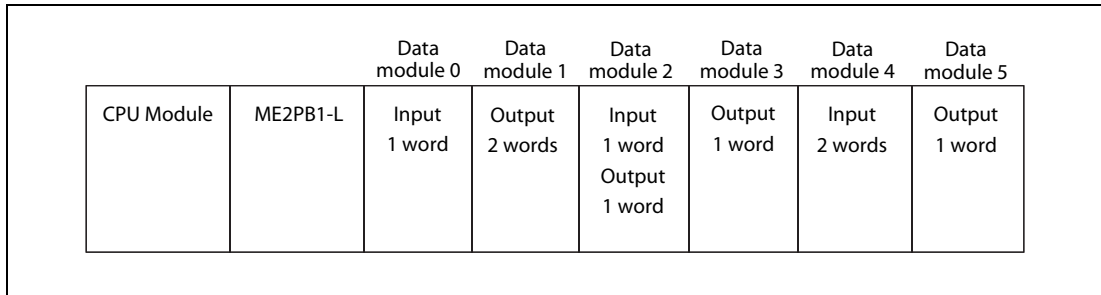 Data module 0
Data module 1
Data module 2
Data module 3
Data module 4
Data module 5
CPU Module
ME2PB1-L
Input
1 word
Output
2 words
Input
1 word
Output
1 word
Output
1 word
Input
2 words
Output
1 word